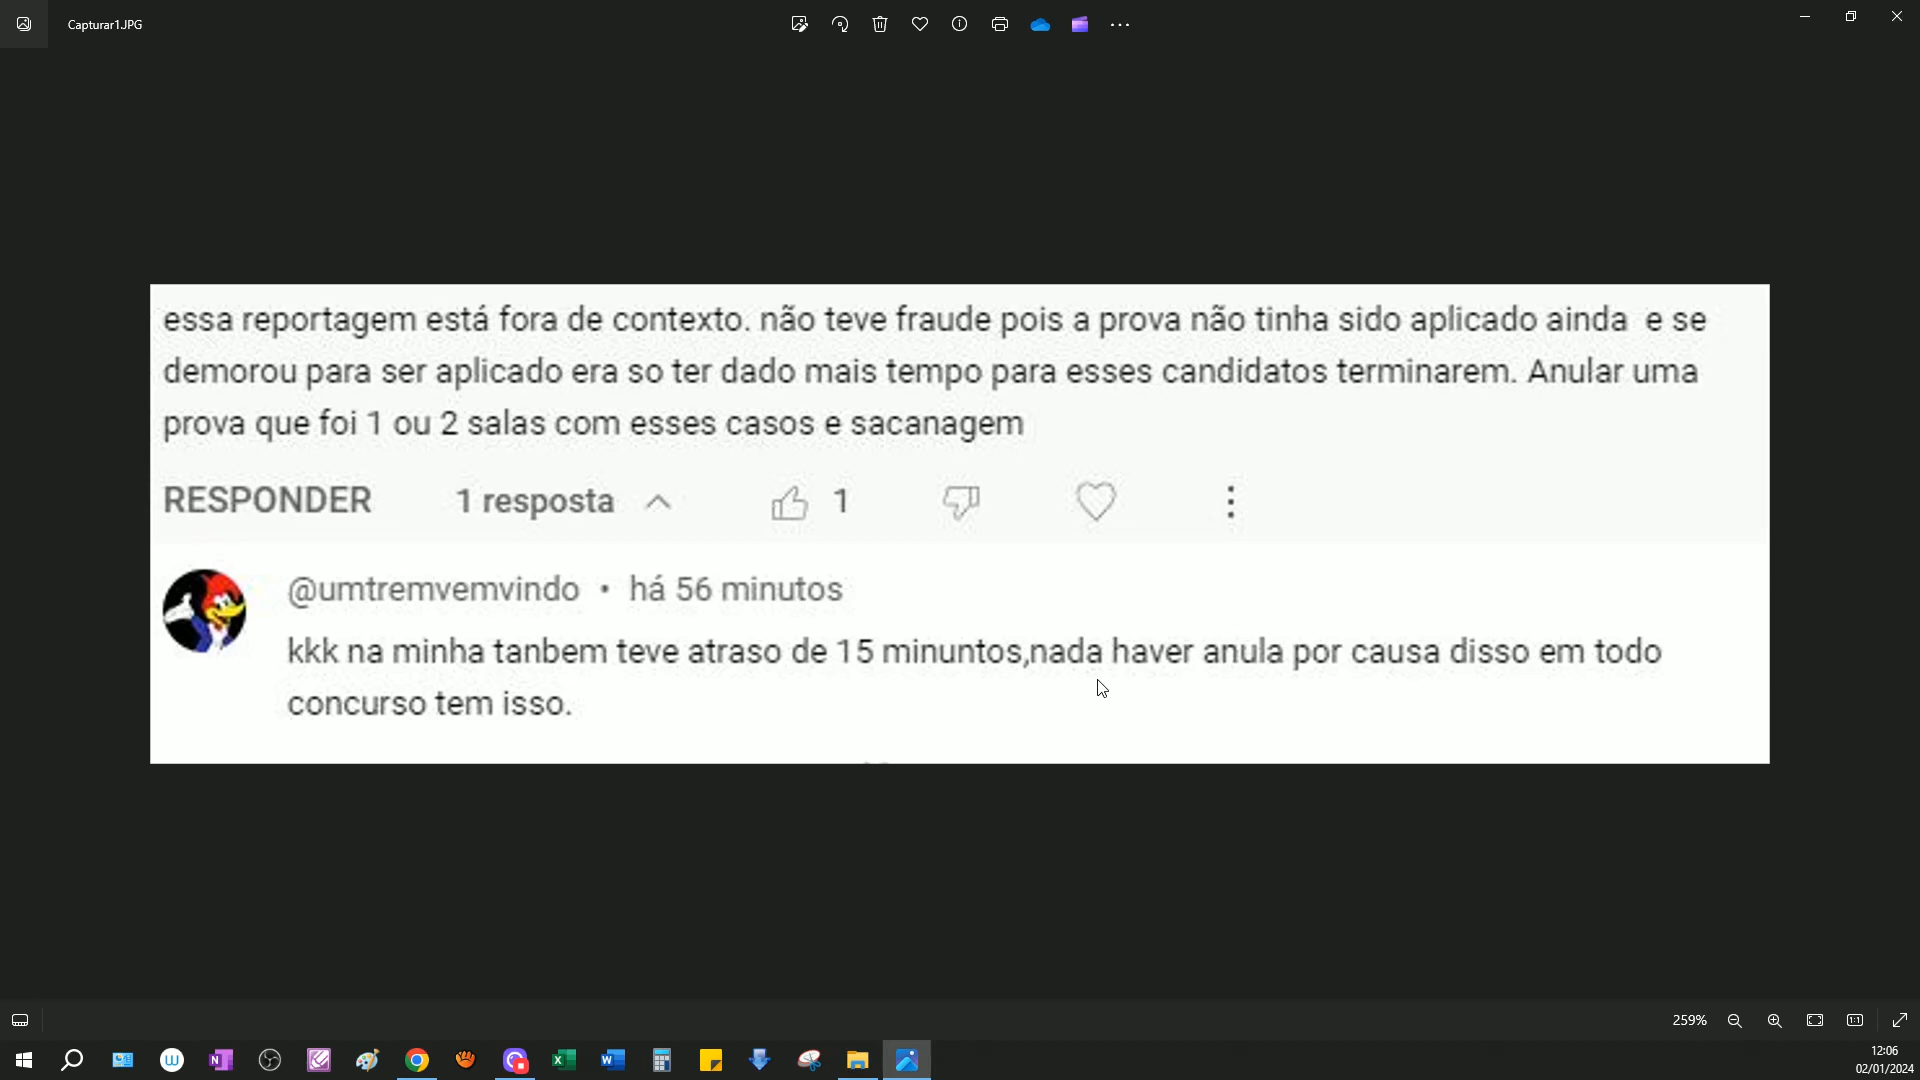 Capturar1.JPG
essa reportagem está fora de contexto. não teve fraude pois a prova não tinha sido aplicado ainda e se
demorou para ser aplicado era so ter dado mais tempo para esses candidatos terminarem. Anular uma
prova que foi 1 ou 2 salas com esses casos e sacanagem
RESPONDER 1 resposta 1
@umtremvemvindo • há 56 minutos
kkk na minha tanbem teve atraso de 15 minuntos,nada haver anula por causa disso em todo
concurso tem isso.
259%
12:06
02/01/2024